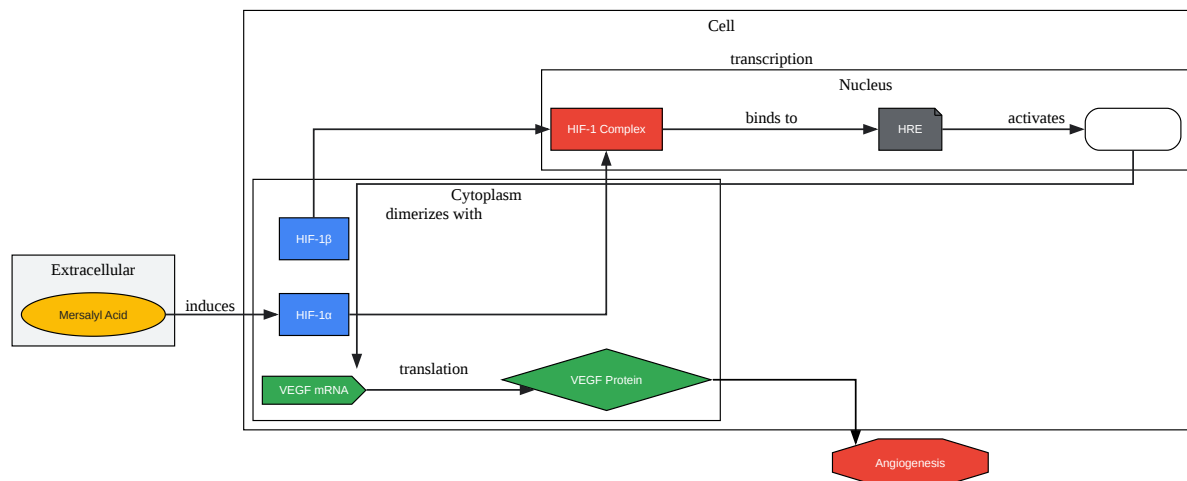 Cell
transcription
Nucleus
HIF-1 Complex
binds to
HRE
activates
Cytoplasm
dimerizes with
HIF-1β
Extracellular
Mersalyl Acid
induces
HIF-1α
VEGF mRNA
translation
VEGF Protein
Angiogenesis